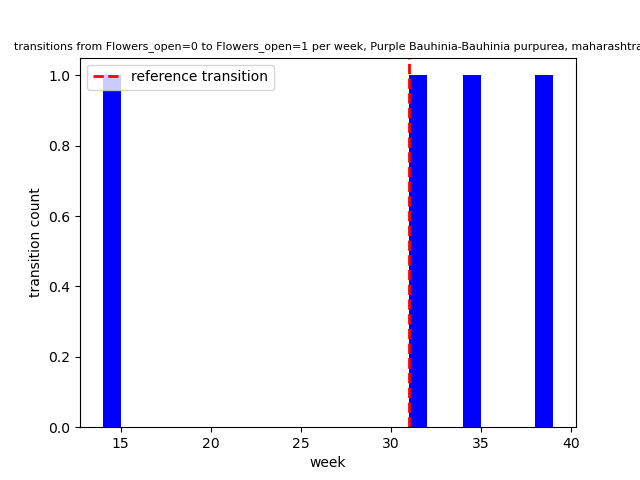 transitions from Flowers_open=0 to Flowers_open=1 per week, Purple Bauhinia-Bauhinia purpurea, maharashtra
reference transition
transition count
1.0
0.8
0.6
0.4
0.2
0.0
15 20 25 30 35 40
week